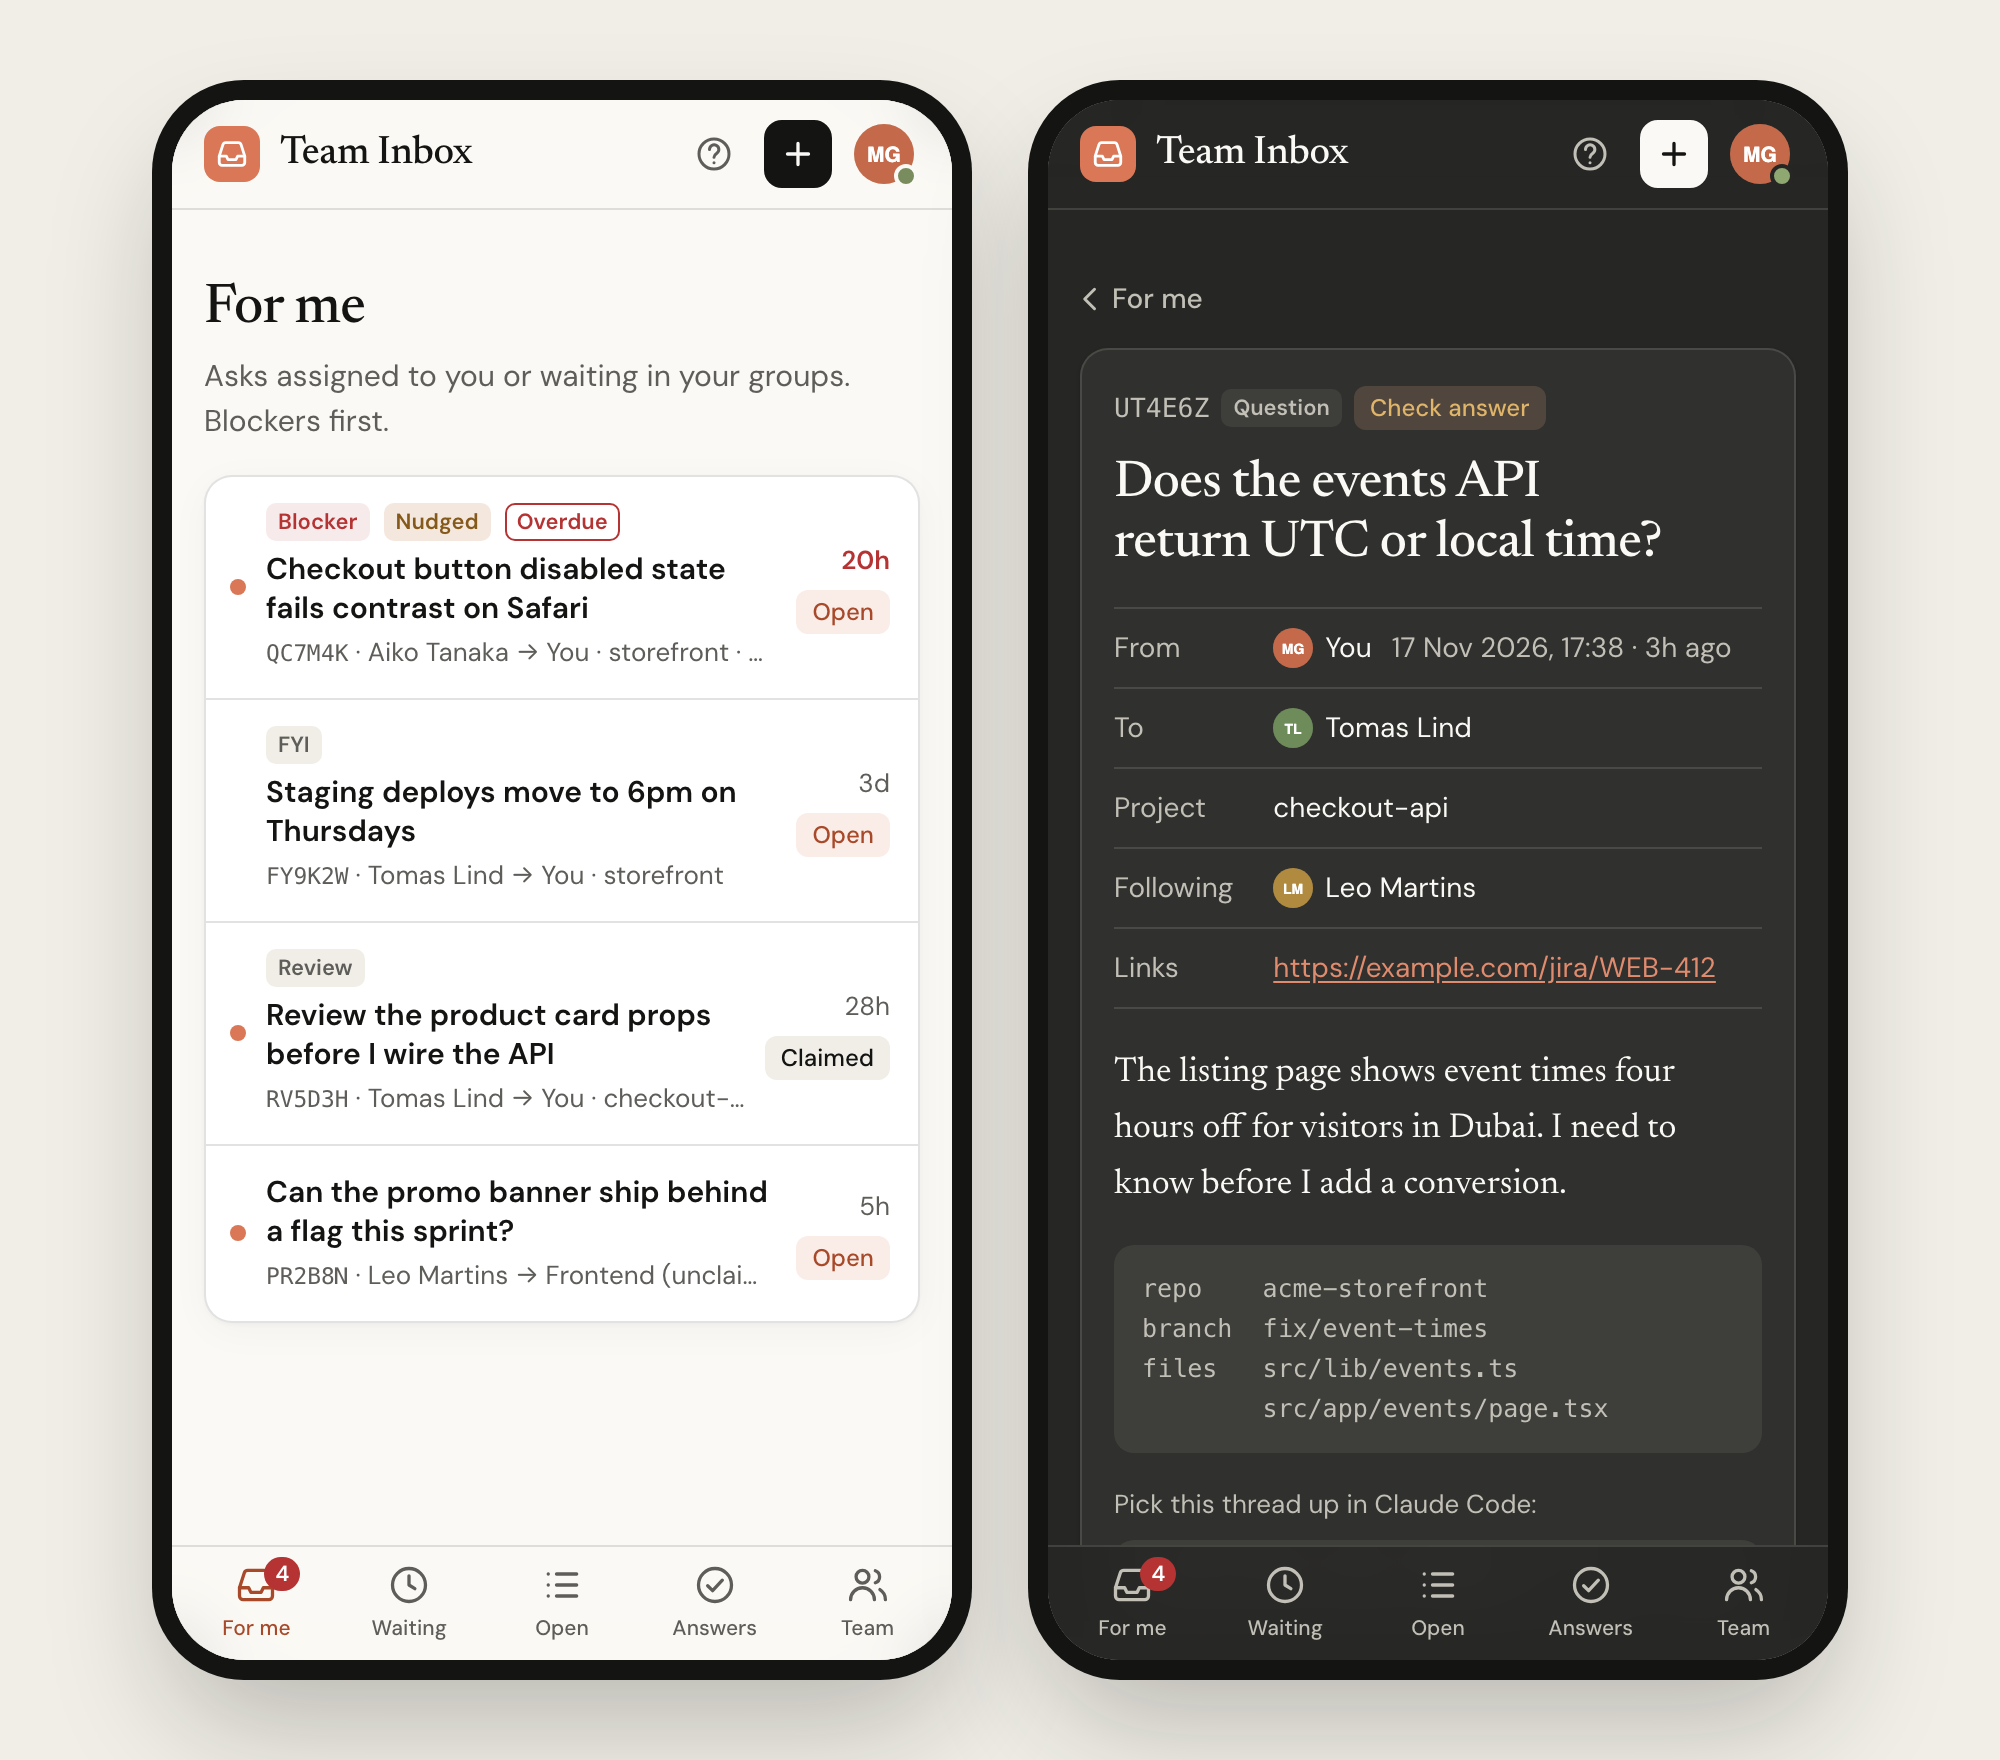 Team Inbox
MG
For me
Asks assigned to you or waiting in your groups.
Blockers first.
Blocker Nudged Overdue
Checkout button disabled state
fails contrast on Safari
20h
Open
QC7M4K · Aiko Tanaka → You · storefront · …
FYI
Staging deploys move to 6pm on
Thursdays
3d
Open
FY9K2W · Tomas Lind → You · storefront
Review
Review the product card props
before I wire the API
28h
Claimed
RV5D3H · Tomas Lind → You · checkout-…
Can the promo banner ship behind
a flag this sprint?
5h
Open
PR2B8N · Leo Martins → Frontend (unclai…
4
For me Waiting Open Answers Team
Team Inbox
MG
For me
UT4E6Z Question Check answer
Does the events API
return UTC or local time?
From MG You 17 Nov 2026, 17:38 · 3h ago
To TL Tomas Lind
Project checkout-api
Following LM Leo Martins
Links https://example.com/jira/WEB-412
The listing page shows event times four
hours off for visitors in Dubai. I need to
know before I add a conversion.
repo acme-storefront
branch fix/event-times
files src/lib/events.ts
src/app/events/page.tsx
Pick this thread up in Claude Code:
4
For me Waiting Open Answers Team